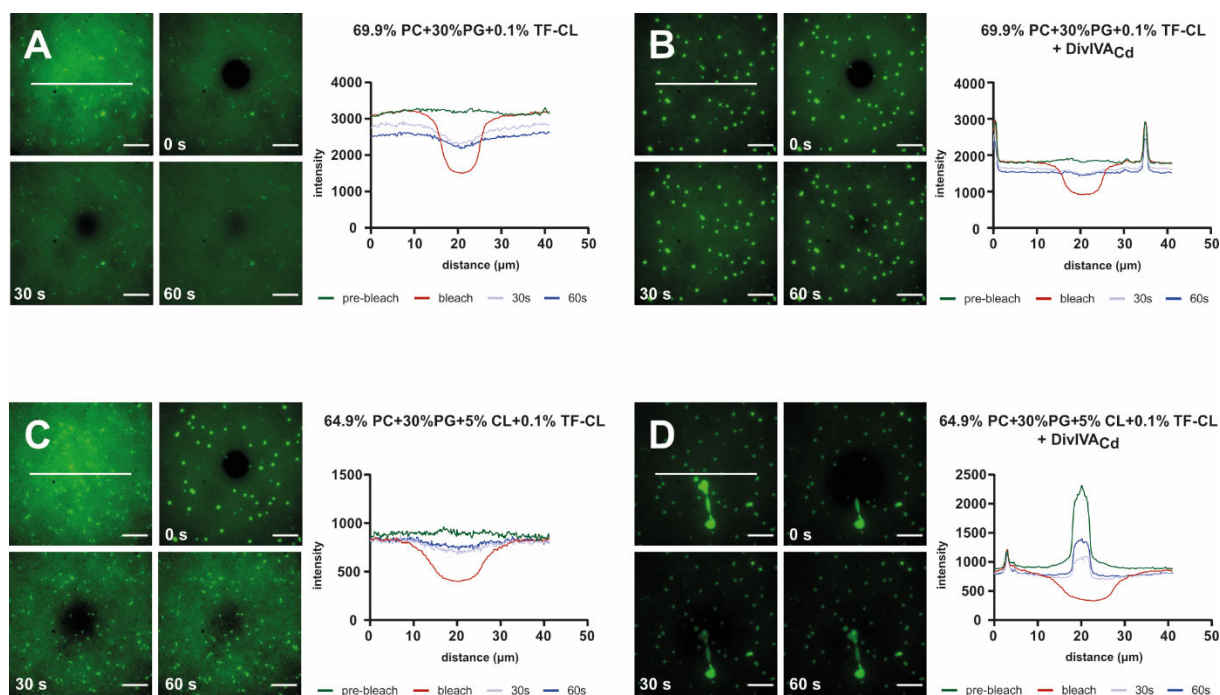 A
0 s
30 s
60 s
69.9% PC+30%PG+0.1% TF-CL
4000
3000
2000
1000
0
intensity
0 10 20 30 40 50
distance (µm)
pre-bleach bleach 30s 60s
B
0 s
30 s
60 s
69.9% PC+30%PG+0.1% TF-CL
+ DivIVACd
4000
3000
2000
1000
0
intensity
0 10 20 30 40 50
distance (µm)
pre-bleach bleach 30s 60s
C
0 s
30 s
60 s
64.9% PC+30%PG+5% CL+0.1% TF-CL
1500
1000
500
0
intensity
0 10 20 30 40 50
distance (µm)
pre-bleach bleach 30s 60s
D
0 s
30 s
60 s
64.9% PC+30%PG+5% CL+0.1% TF-CL
+ DivIVACd
2500
2000
1500
1000
500
0
intensity
0 10 20 30 40 50
distance (µm)
pre-bleach bleach 30s 60s